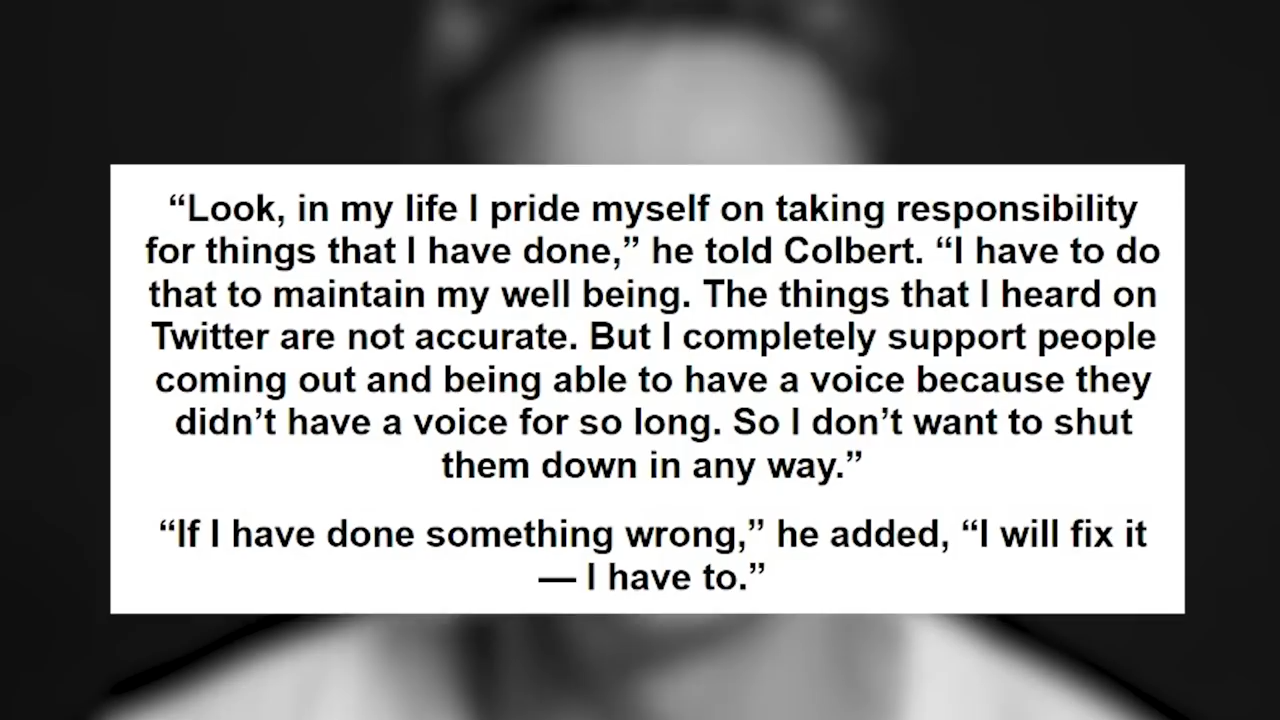 “Look, in my life I pride myself on taking responsibility
for things that I have done,” he told Colbert. “I have to do
that to maintain my well being. The things that I heard on
Twitter are not accurate. But I completely support people
coming out and being able to have a voice because they
didn’t have a voice for so long. So I don’t want to shut
them down in any way.”
“If I have done something wrong,” he added, “I will fix it
— I have to.”